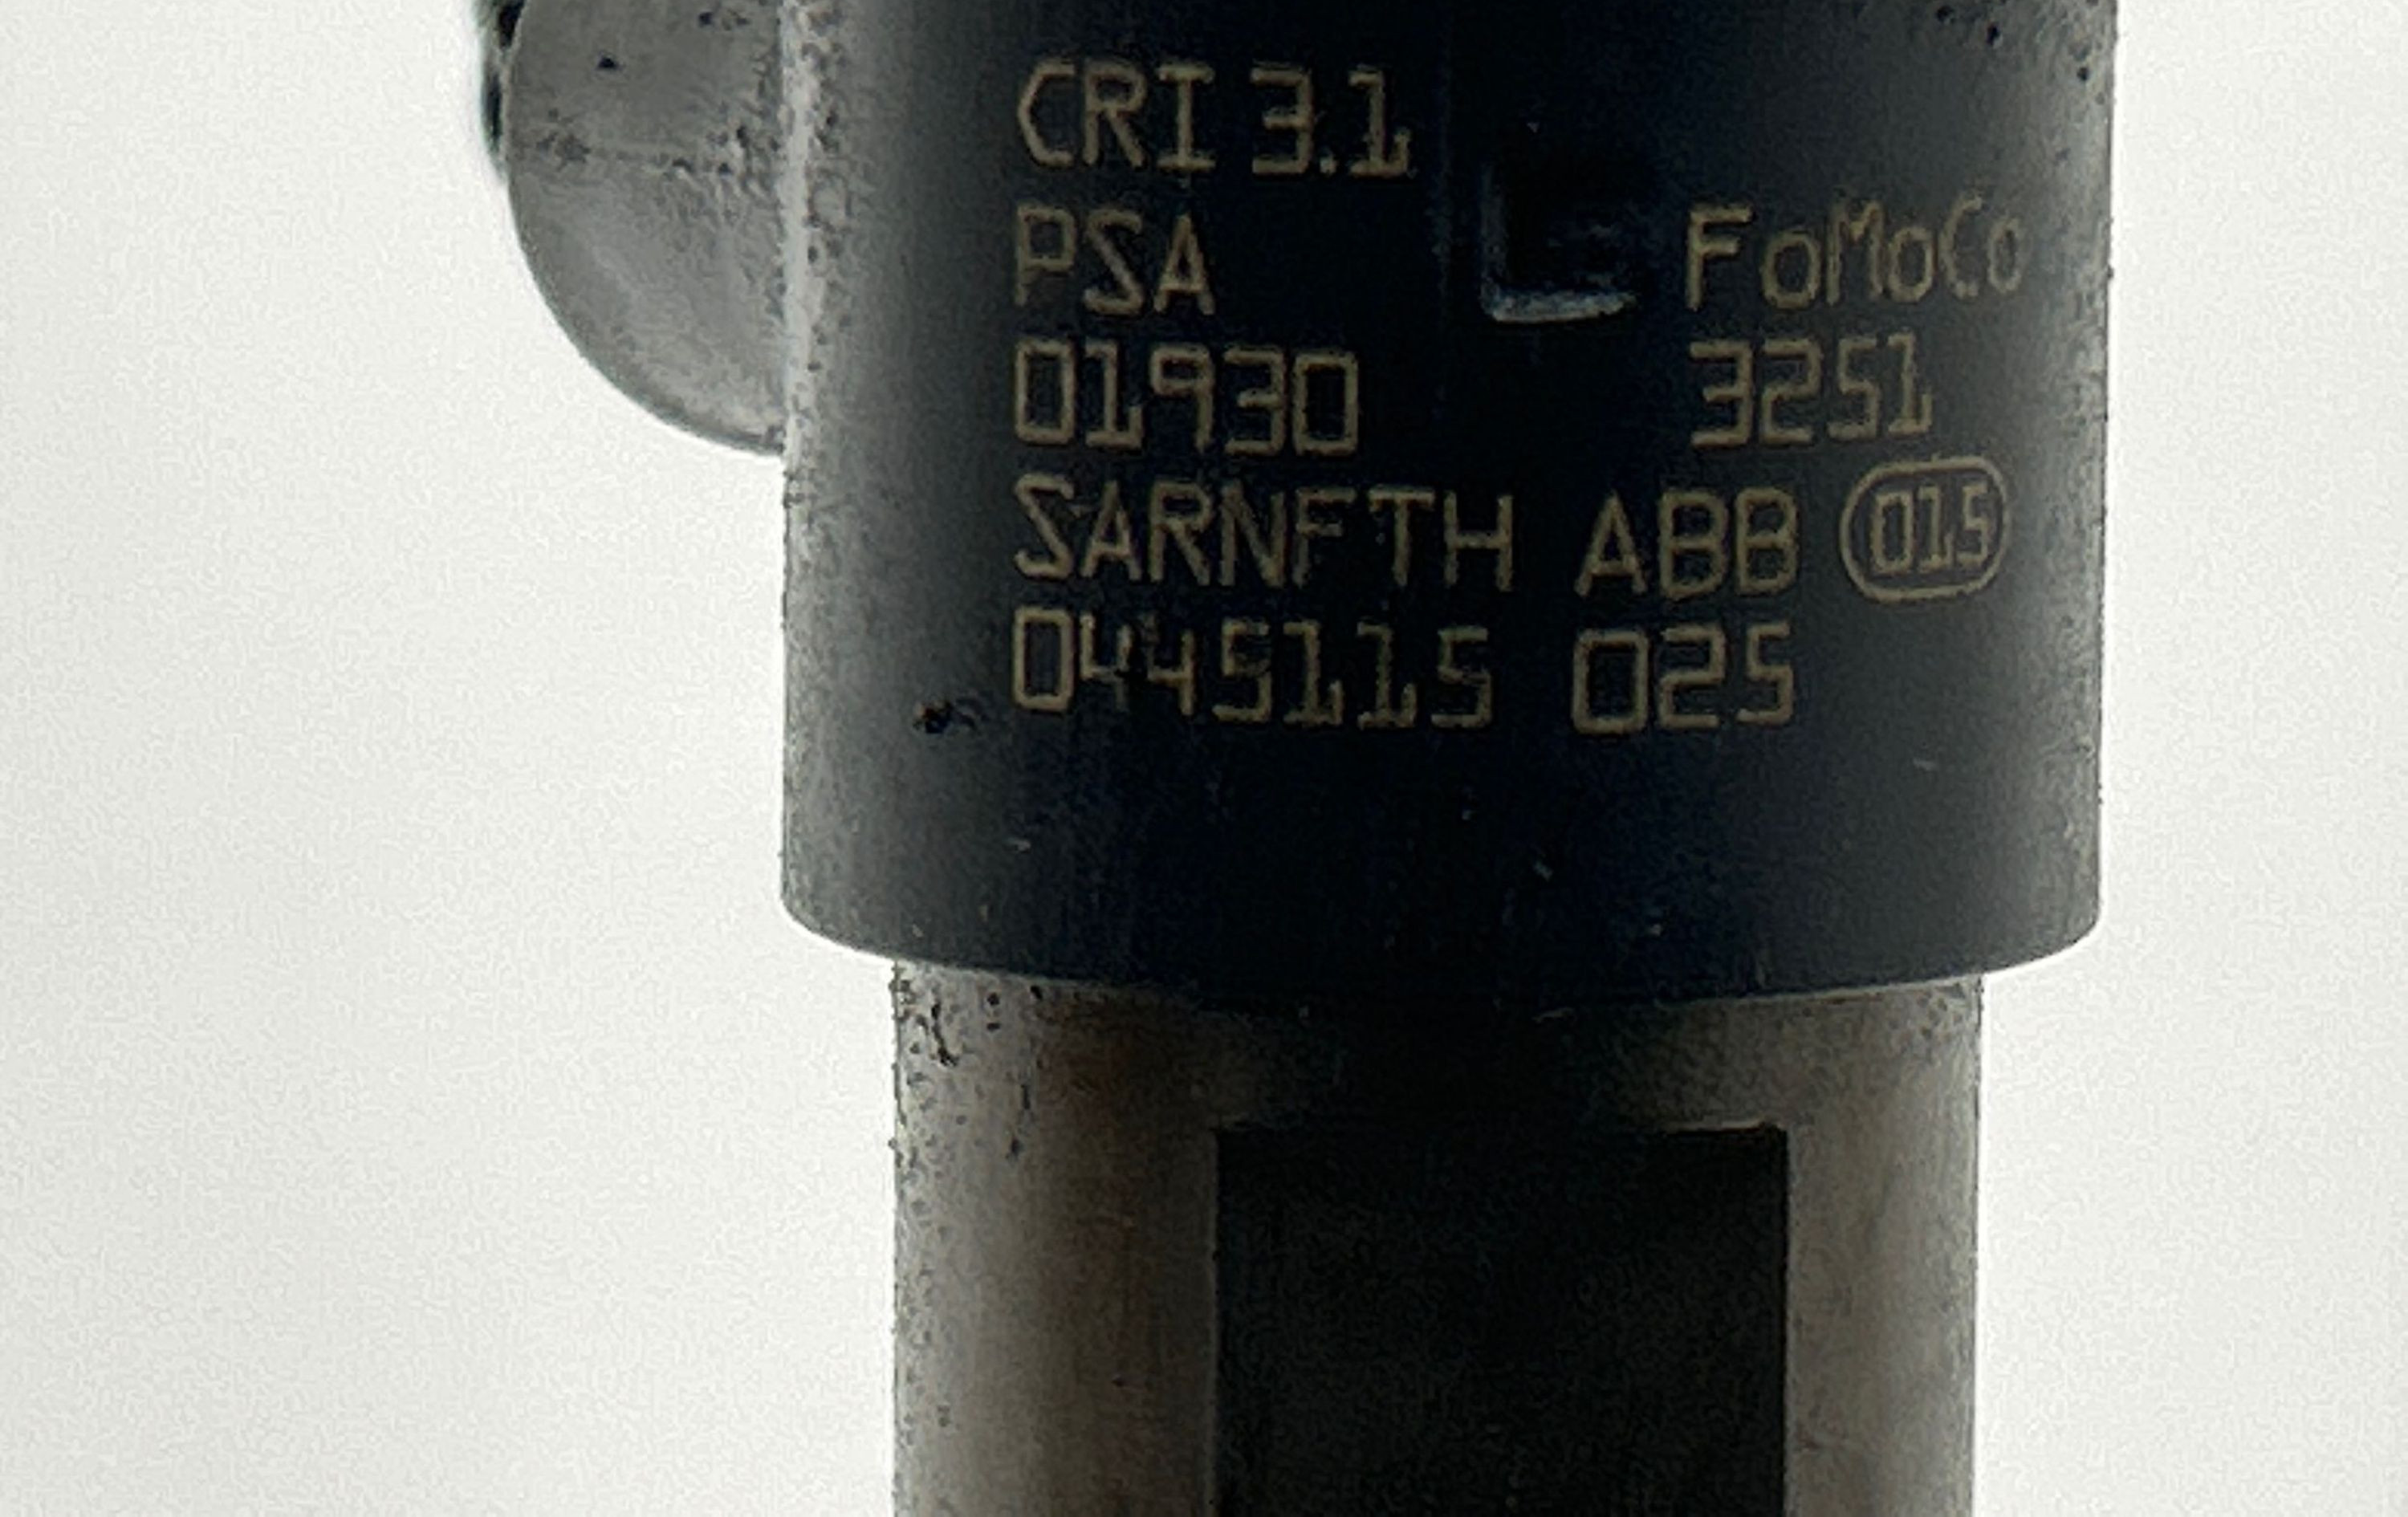 CRI 3.1
PSA FoMoCo
01930 3251
SARNFTH ABB 015
0445115 025